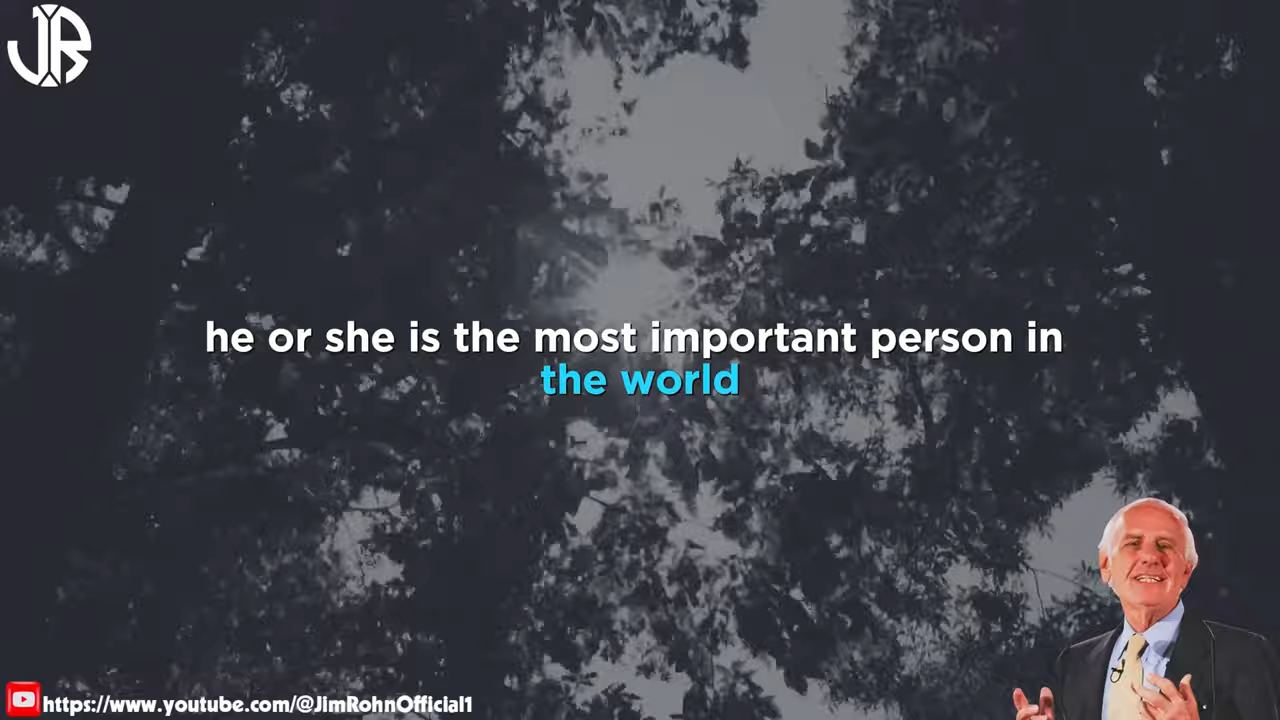 JR
he or she is the most important person in
the world
https://www.youtube.com/@JimRohnOfficial1